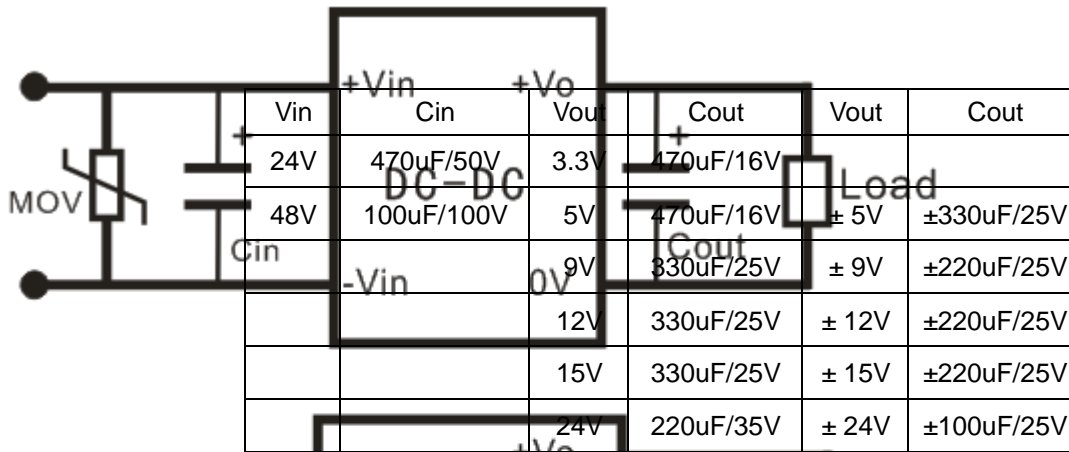 +Vin +Vo
Vin Cin Vout Cout Vout Cout
+ +
24V 470uF/50V 3.3V 470uF/16V
DC-DC Load
MOV
48V 100uF/100V 5V 470uF/16V ± 5V ±330uF/25V
Cin Cout
9V 330uF/25V ± 9V ±220uF/25V
-Vin 0V
12V 330uF/25V ± 12V ±220uF/25V
15V 330uF/25V ± 15V ±220uF/25V
24V 220uF/35V ± 24V ±100uF/25V
+Vo